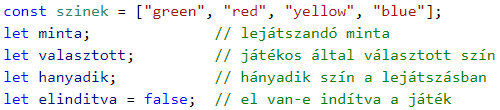 const szinek = ["green", "red", "yellow", "blue"];
let minta; // lejátszandó minta
let valasztott; // játékos által választott szín
let hanyadik; // hányadik szín a lejátszásban
let elinditva = false; // el van-e indítva a játék